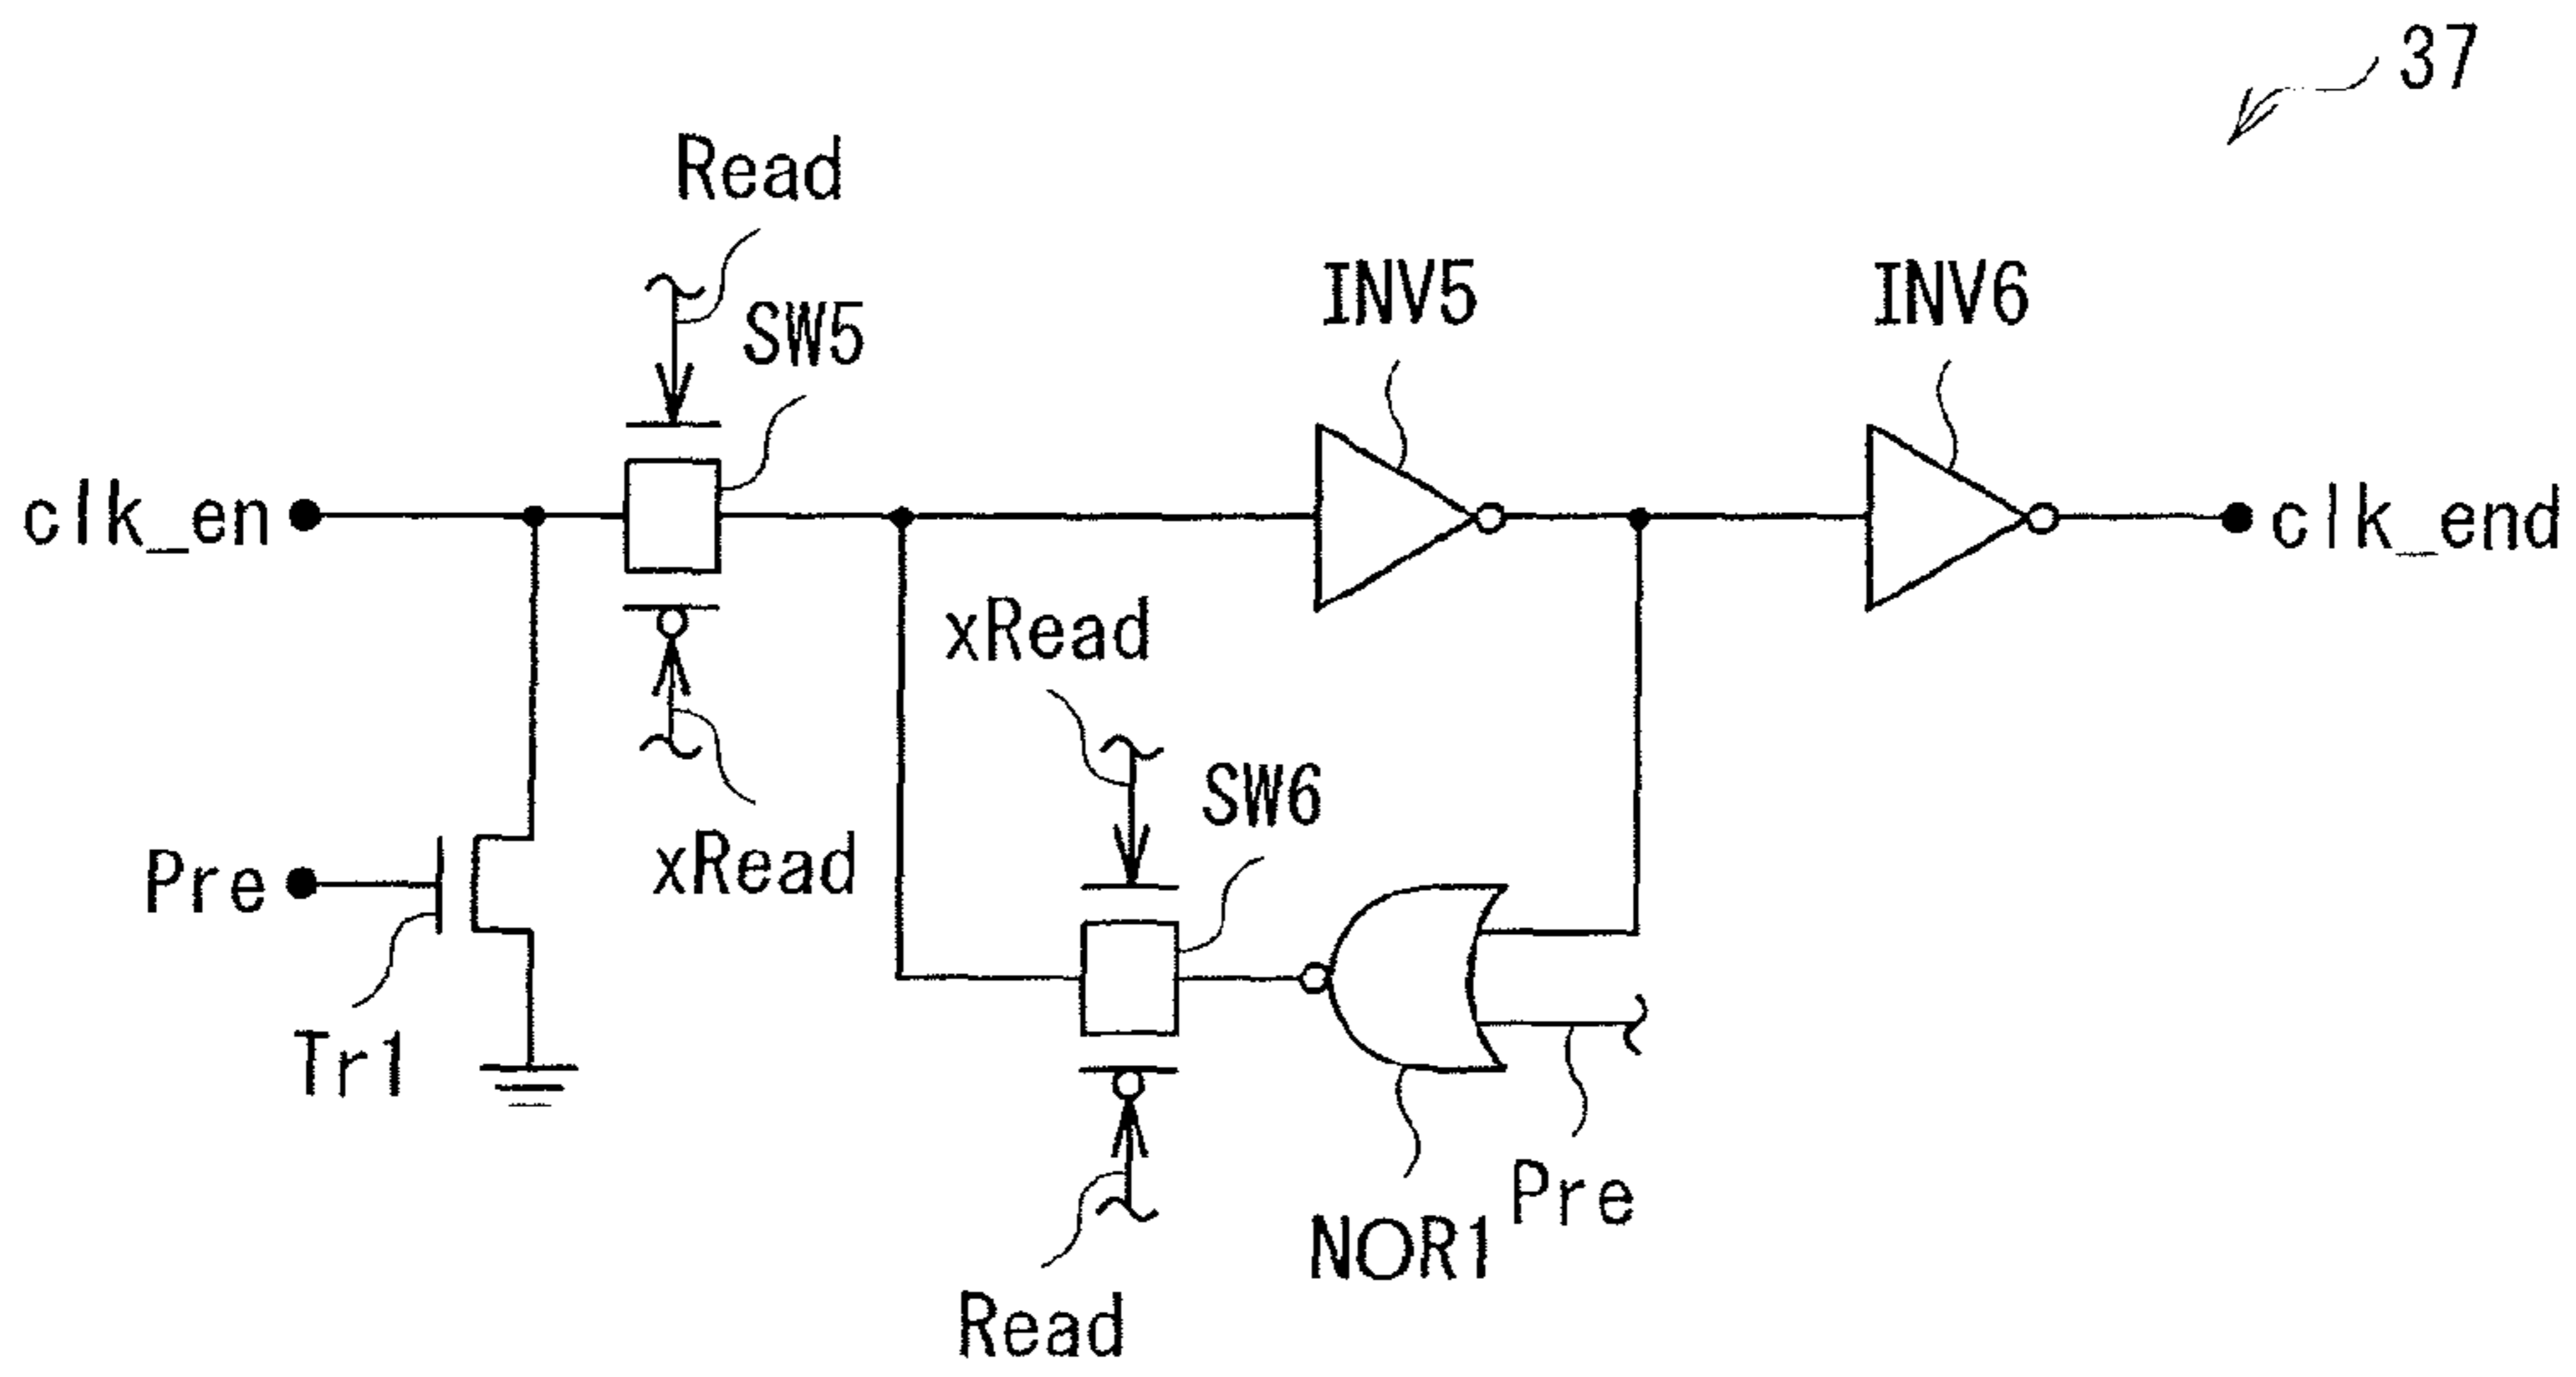 37
Read
SW5
INV5
INV6
clk_en
clk_end
xRead
xRead
SW6
Pre
Tr1
Pre
NOR1
Read